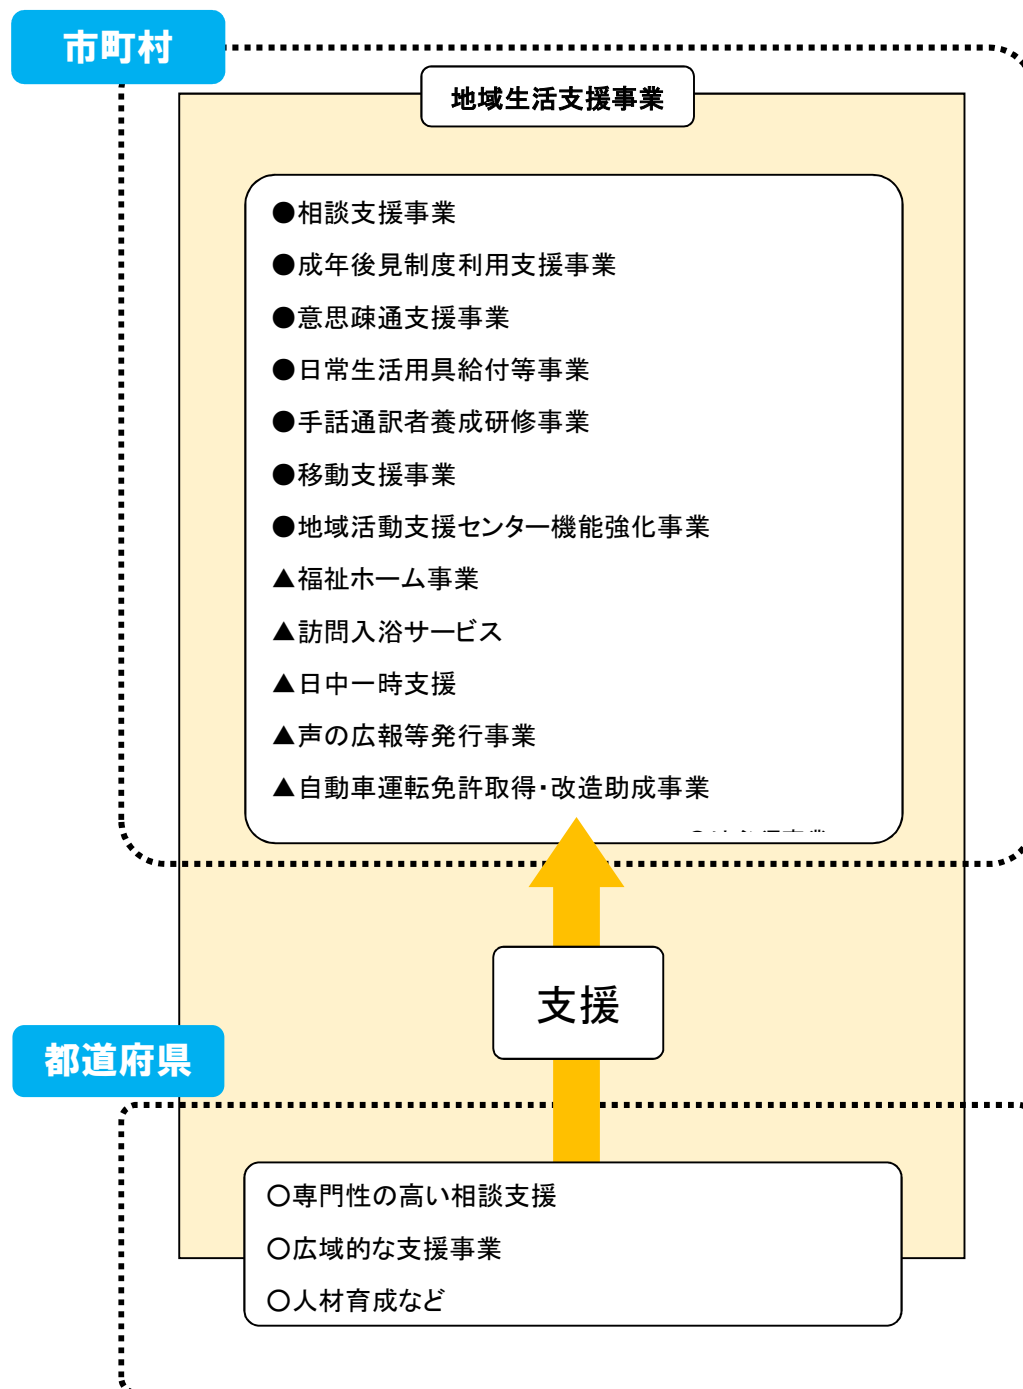 市町村
地域生活支援事業
●相談支援事業
●成年後見制度利用支援事業
●意思疎通支援事業
●日常生活用具給付等事業
●手話通訳者養成研修事業
●移動支援事業
●地域活動支援センター機能強化事業
▲福祉ホーム事業
▲訪問入浴サービス
▲日中一時支援
▲声の広報等発行事業
▲自動車運転免許取得・改造助成事業
支援
都道府県
○専門性の高い相談支援
○広域的な支援事業
○人材育成など